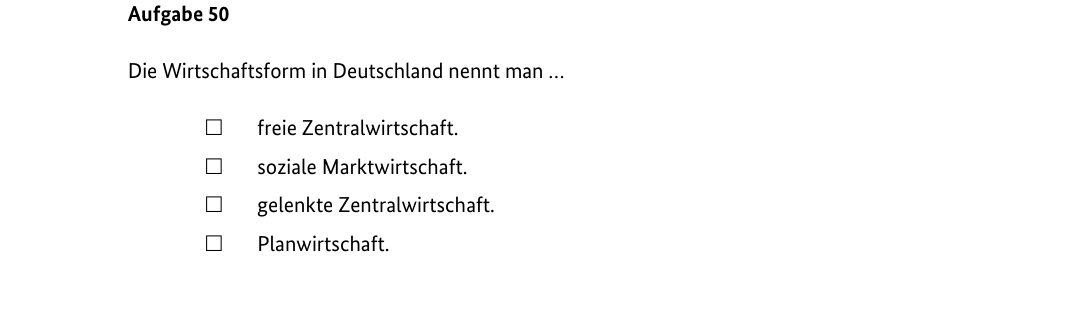 Aufgabe 50
Die Wirtschaftsform in Deutschland nennt man …
☐ freie Zentralwirtschaft.
☐ soziale Marktwirtschaft.
☐ gelenkte Zentralwirtschaft.
☐ Planwirtschaft.